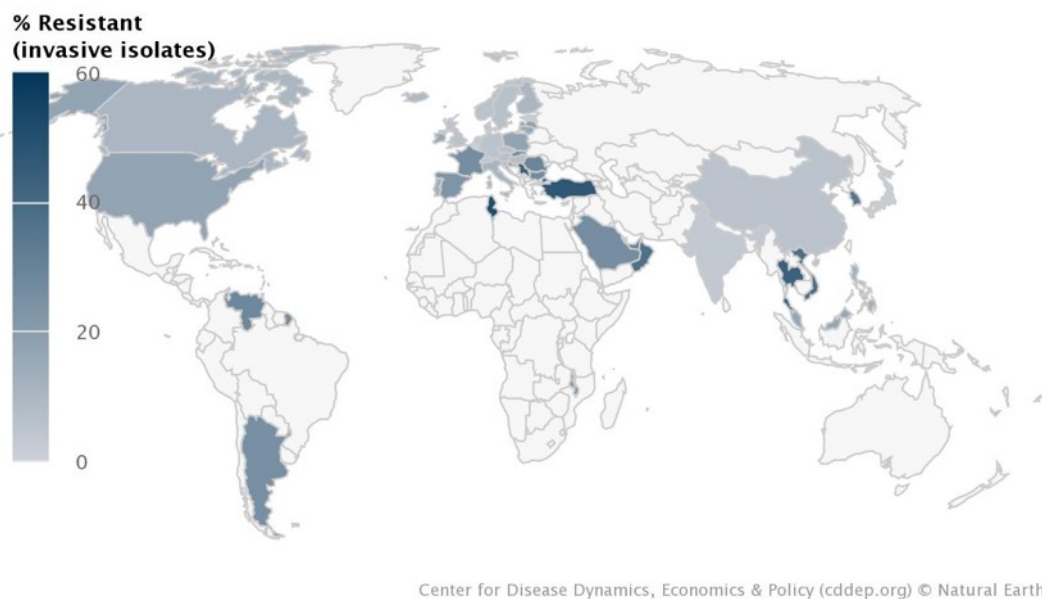 % Resistant
(invasive isolates)
60
40
20
0
Center for Disease Dynamics, Economics & Policy (cddep.org) © Natural Earth